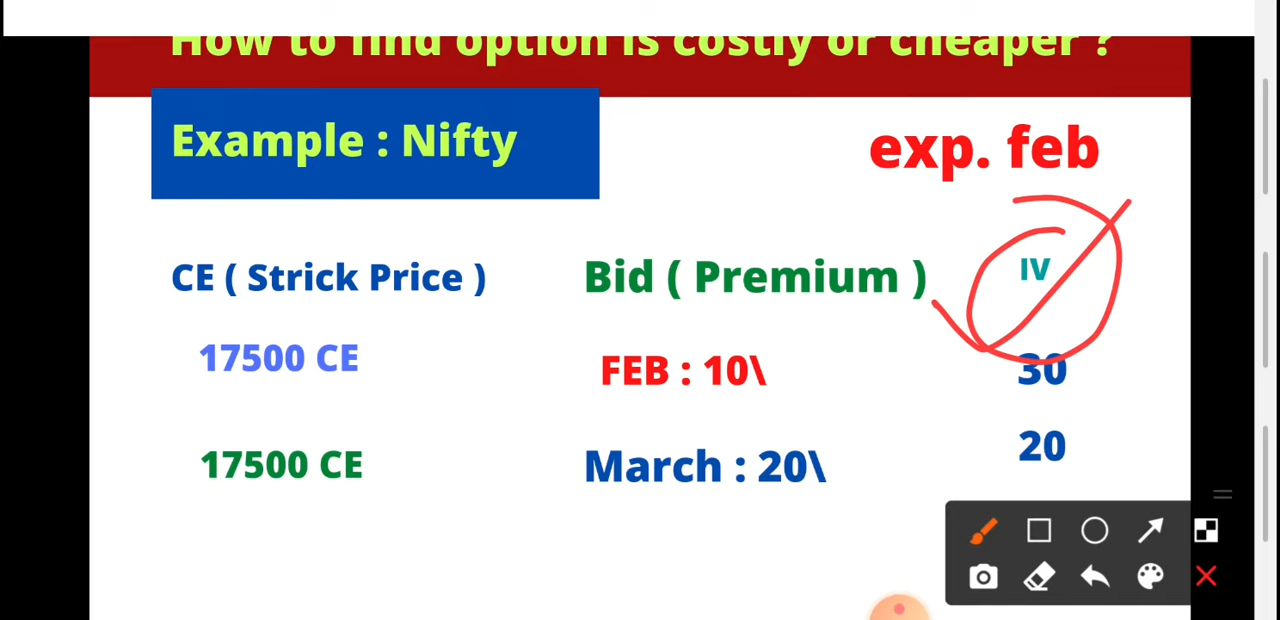 How to find option is costly or cheaper ?
Example : Nifty
exp. feb
CE ( Strick Price )
Bid ( Premium )
IV
17500 CE
FEB : 10\
30
17500 CE
March : 20\
20